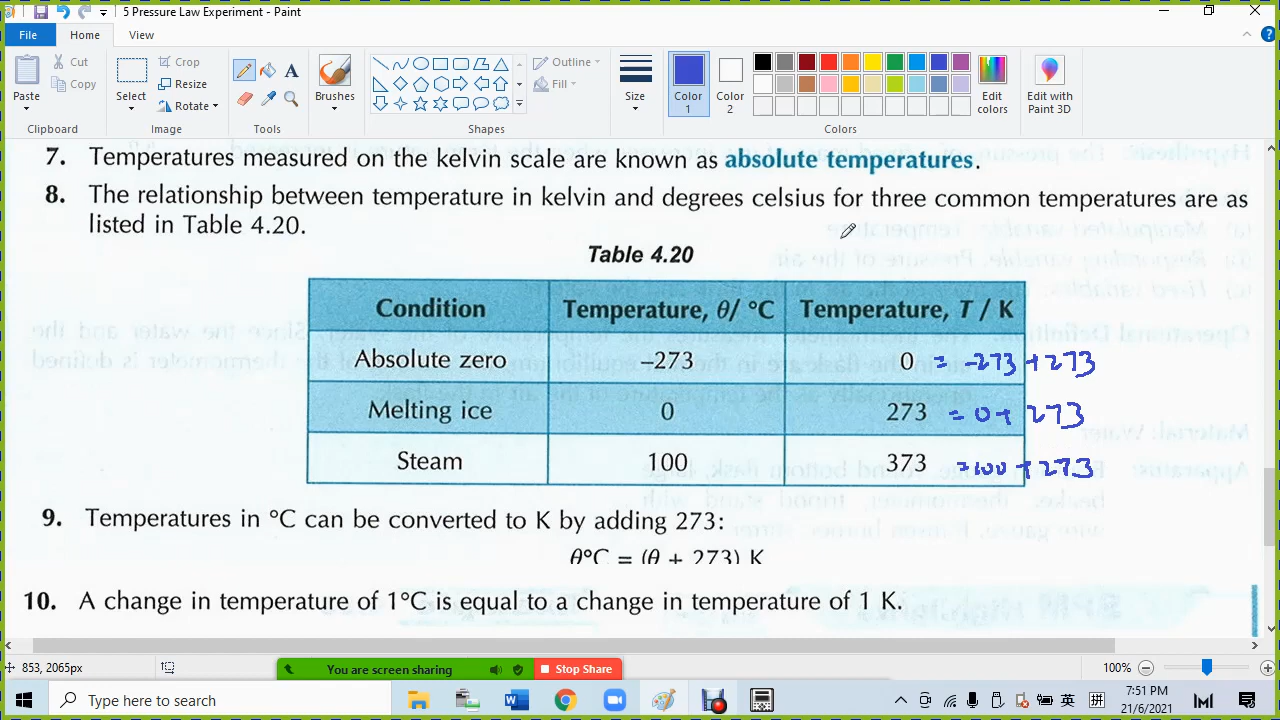 5 Pressure Law Experiment - Paint
File Home View
Paste
Cut
Copy
Clipboard
Select
Crop
Resize
Rotate
Image
A
Tools
Brushes
Outline
Fill
Shapes
Size
Color 1
Color 2
Colors
Edit colors
Edit with Paint 3D
7. Temperatures measured on the kelvin scale are known as absolute temperatures.
8. The relationship between temperature in kelvin and degrees celsius for three common temperatures are as
listed in Table 4.20.
Table 4.20
Condition Temperature, θ/ °C Temperature, T / K
Absolute zero -273 0 = -273 + 273
Melting ice 0 273 = 0 + 273
Steam 100 373 = 100 + 273
9. Temperatures in °C can be converted to K by adding 273:
θ°C = (θ + 273) K
10. A change in temperature of 1°C is equal to a change in temperature of 1 K.
853, 2065px
100%
You are screen sharing
Stop Share
Type here to search
英
拼
7:51 PM
21/6/2021